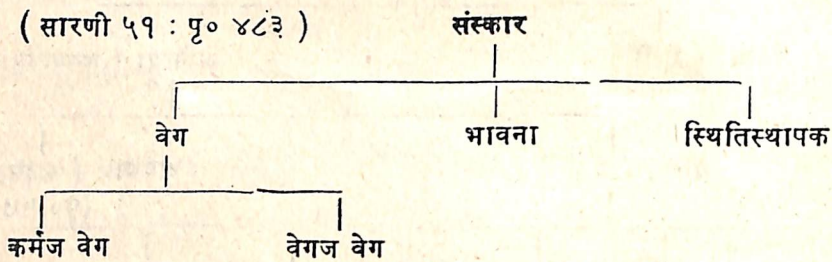 ( सारणी ५१ : पृ० ४८३ ) संस्कार
वेग भावना स्थितिस्थापक
कर्मज वेग वेगज वेग